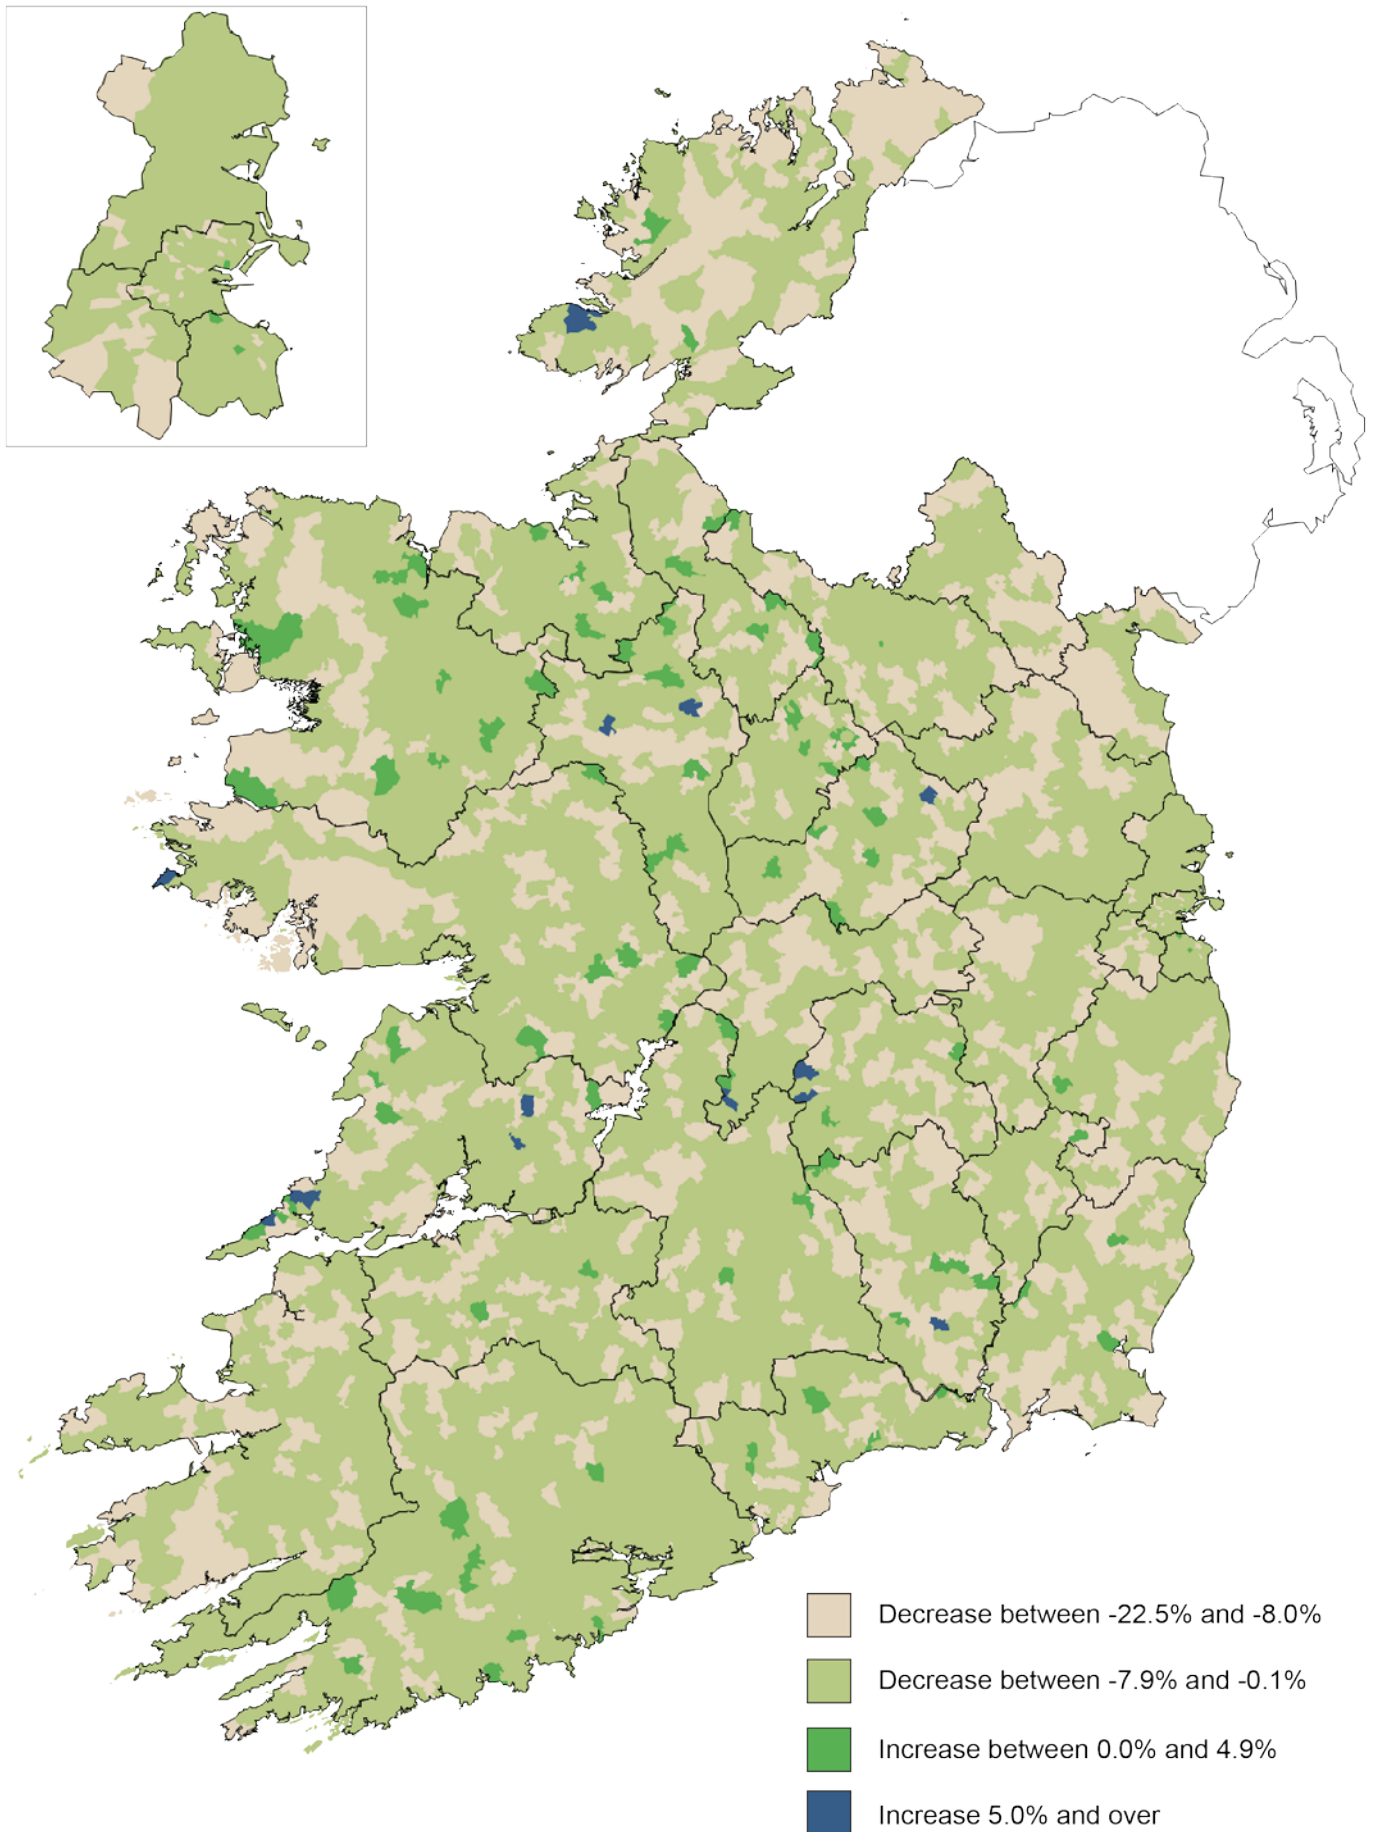 Decrease between -22.5% and -8.0%
Decrease between -7.9% and -0.1%
Increase between 0.0% and 4.9%
Increase 5.0% and over